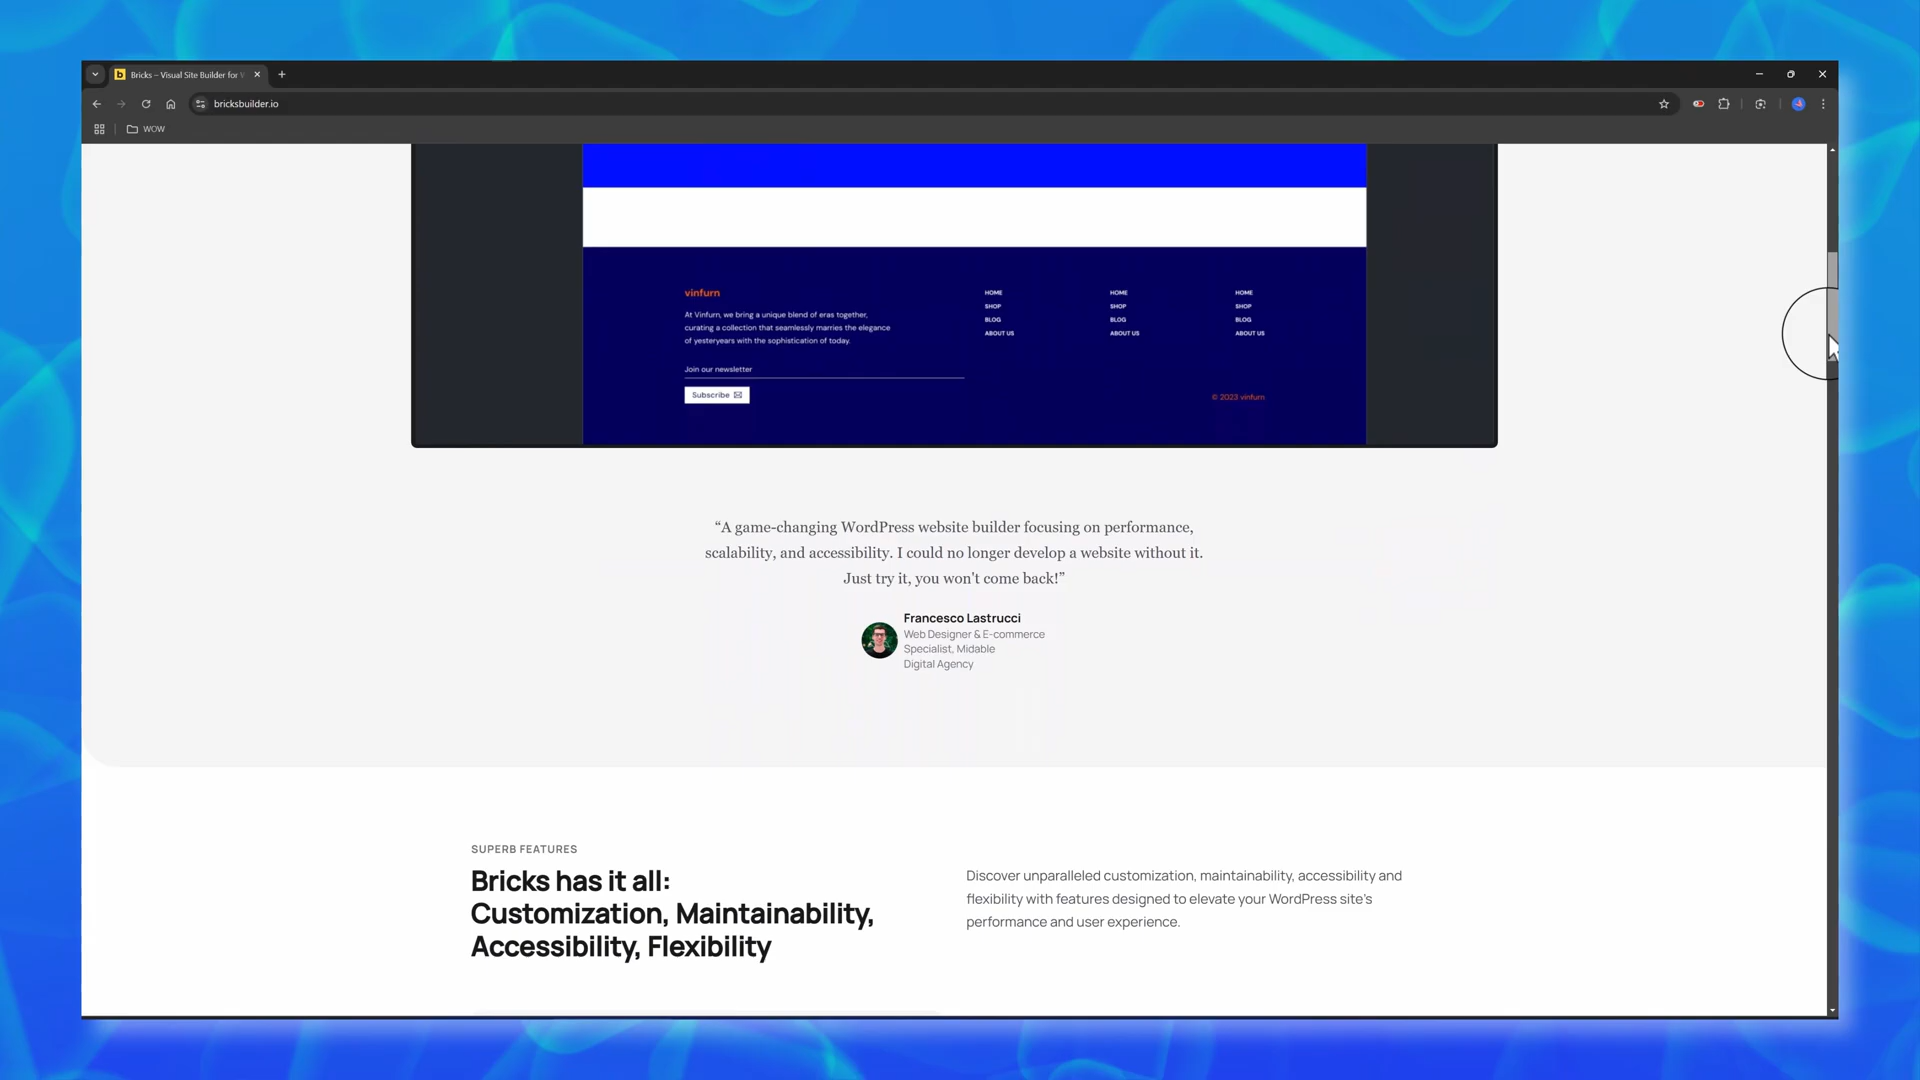 Bricks – Visual Site Builder for W
bricksbuilder.io
WOW
vinfurn
At Vinfurn, we bring a unique blend of eras together,
curating a collection that seamlessly marries the elegance
of yesteryears with the sophistication of today.
Join our newsletter
Subscribe
HOME
SHOP
BLOG
ABOUT US
HOME
SHOP
BLOG
ABOUT US
HOME
SHOP
BLOG
ABOUT US
© 2023 vinfurn
“A game-changing WordPress website builder focusing on performance,
scalability, and accessibility. I could no longer develop a website without it.
Just try it, you won't come back!”
Francesco Lastrucci
Web Designer & E-commerce
Specialist, Midable
Digital Agency
SUPERB FEATURES
Bricks has it all:
Customization, Maintainability,
Accessibility, Flexibility
Discover unparalleled customization, maintainability, accessibility and
flexibility with features designed to elevate your WordPress site's
performance and user experience.